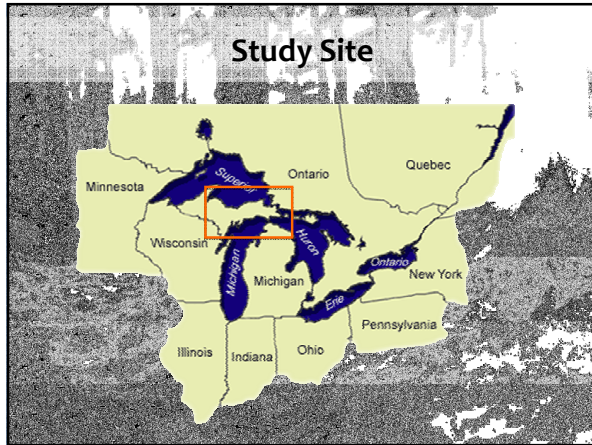 Study Site
Minnesota
Superior
Ontario
Quebec
Wisconsin
Michigan
Michigan
Huron
Ontario
New York
Erie
Pennsylvania
Illinois
Indiana
Ohio